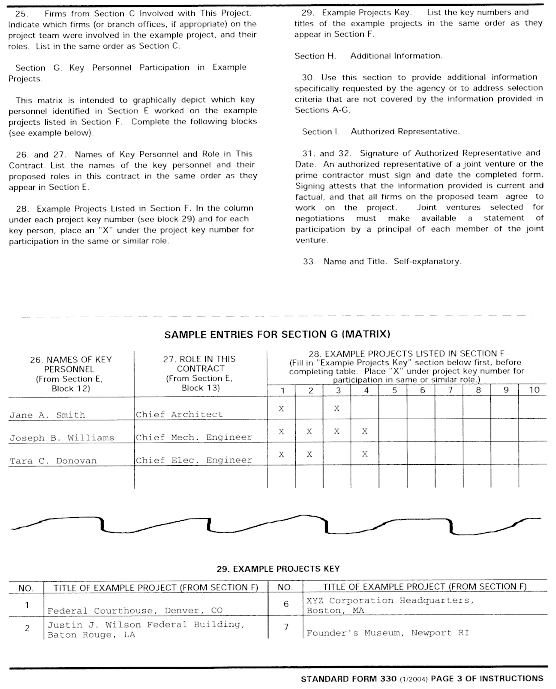 25. Firms from Section C Involved with This Project.
Indicate which firms (or branch offices, if appropriate) on the
project team were involved in the example project, and their
roles. List in the same order as Section C.
Section G. Key Personnel Participation in Example
Projects.
This matrix is intended to graphically depict which key
personnel identified in Section E worked on the example
projects listed in Section F. Complete the following blocks
(see example below).
26. and 27. Names of Key Personnel and Role in This
Contract. List the names of the key personnel and their
proposed roles in this contract in the same order as they
appear in Section E.
28. Example Projects Listed in Section F. In the column
under each project key number (see block 29) and for each
key person, place an "X" under the project key number for
participation in the same or similar role.
29. Example Projects Key. List the key numbers and
titles of the example projects in the same order as they
appear in Section F.
Section H. Additional Information.
30. Use this section to provide additional information
specifically requested by the agency or to address selection
criteria that are not covered by the information provided in
Sections A-G.
Section I. Authorized Representative.
31. and 32. Signature of Authorized Representative and
Date. An authorized representative of a joint venture or the
prime contractor must sign and date the completed form.
Signing attests that the information provided is current and
factual, and that all firms on the proposed team agree to
work on the project. Joint ventures selected for
negotiations must make available a statement of
participation by a principal of each member of the joint
venture.
33. Name and Title. Self-explanatory.
SAMPLE ENTRIES FOR SECTION G (MATRIX)
26. NAMES OF KEY
PERSONNEL
(From Section E,
Block 12)
27. ROLE IN THIS
CONTRACT
(From Section E,
Block 13)
28. EXAMPLE PROJECTS LISTED IN SECTION F
(Fill in "Example Projects Key" section below first, before
completing table. Place "X" under project key number for
participation in same or similar role.)
1 2 3 4 5 6 7 8 9 10
Jane A. Smith Chief Architect X X
Joseph B. Williams Chief Mech. Engineer X X X X
Tara C. Donovan Chief Elec. Engineer X X X
29. EXAMPLE PROJECTS KEY
NO. TITLE OF EXAMPLE PROJECT (FROM SECTION F) NO. TITLE OF EXAMPLE PROJECT (FROM SECTION F)
1 Federal Courthouse, Denver, CO
6 XYZ Corporation Headquarters,
Boston, MA
2 Justin J. Wilson Federal Building,
Baton Rouge, LA
7 Founder's Museum, Newport RI
STANDARD FORM 330 (1/2004) PAGE 3 OF INSTRUCTIONS